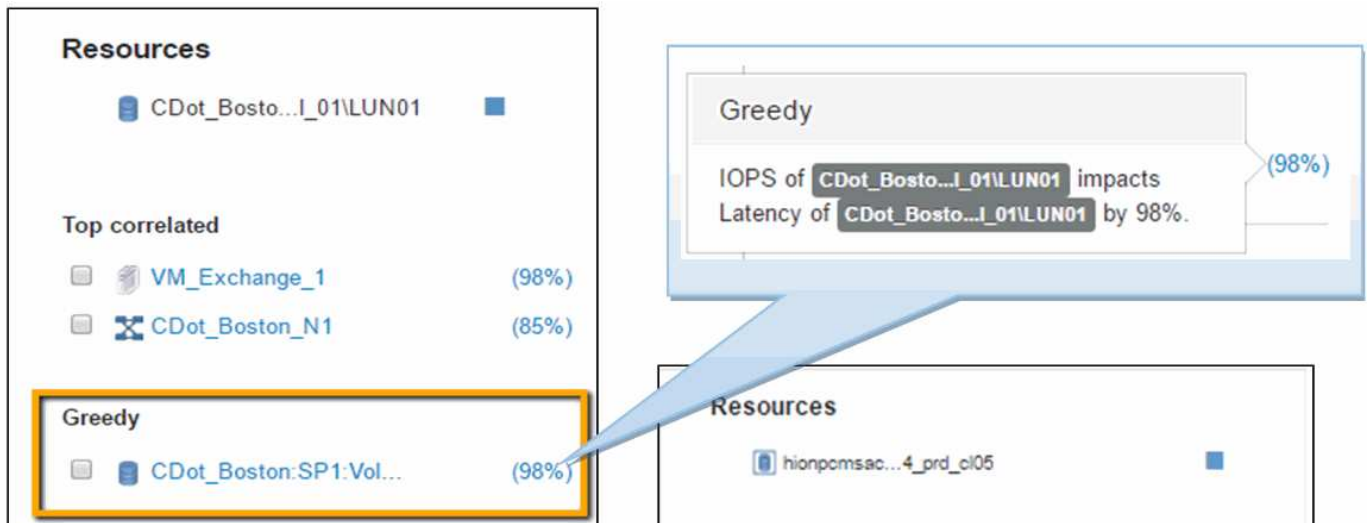 Resources
CDot_Bosto...l_01\LUN01
Top correlated
VM_Exchange_1 (98%)
CDot_Boston_N1 (85%)
Greedy
CDot_Boston:SP1:Vol... (98%)
Greedy
IOPS of CDot_Bosto...l_01\LUN01 impacts
Latency of CDot_Bosto...l_01\LUN01 by 98%.
(98%)
Resources
hionpcmsac...4_prd_cl05